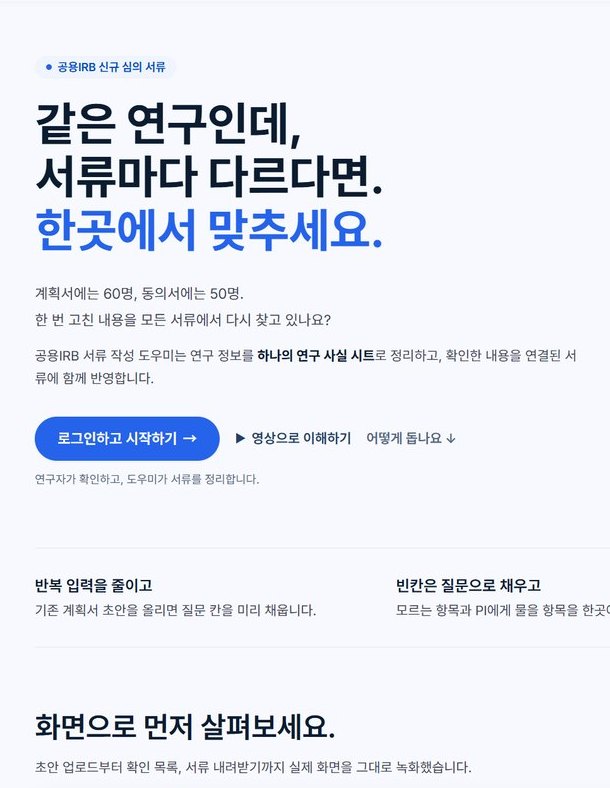 공용IRB 신규 심의 서류
같은 연구인데,
서류마다 다르다면.
한곳에서 맞추세요.
계획서에는 60명, 동의서에는 50명.
한 번 고친 내용을 모든 서류에서 다시 찾고 있나요?
공용IRB 서류 작성 도우미는 연구 정보를 하나의 연구 사실 시트로 정리하고, 확인한 내용을 연결된 서
류에 함께 반영합니다.
로그인하고 시작하기 → ▶ 영상으로 이해하기 어떻게 돕나요 ↓
연구자가 확인하고, 도우미가 서류를 정리합니다.
반복 입력을 줄이고
기존 계획서 초안을 올리면 질문 칸을 미리 채웁니다.
빈칸은 질문으로 채우고
모르는 항목과 PI에게 물을 항목을 한곳
화면으로 먼저 살펴보세요.
초안 업로드부터 확인 목록, 서류 내려받기까지 실제 화면을 그대로 녹화했습니다.